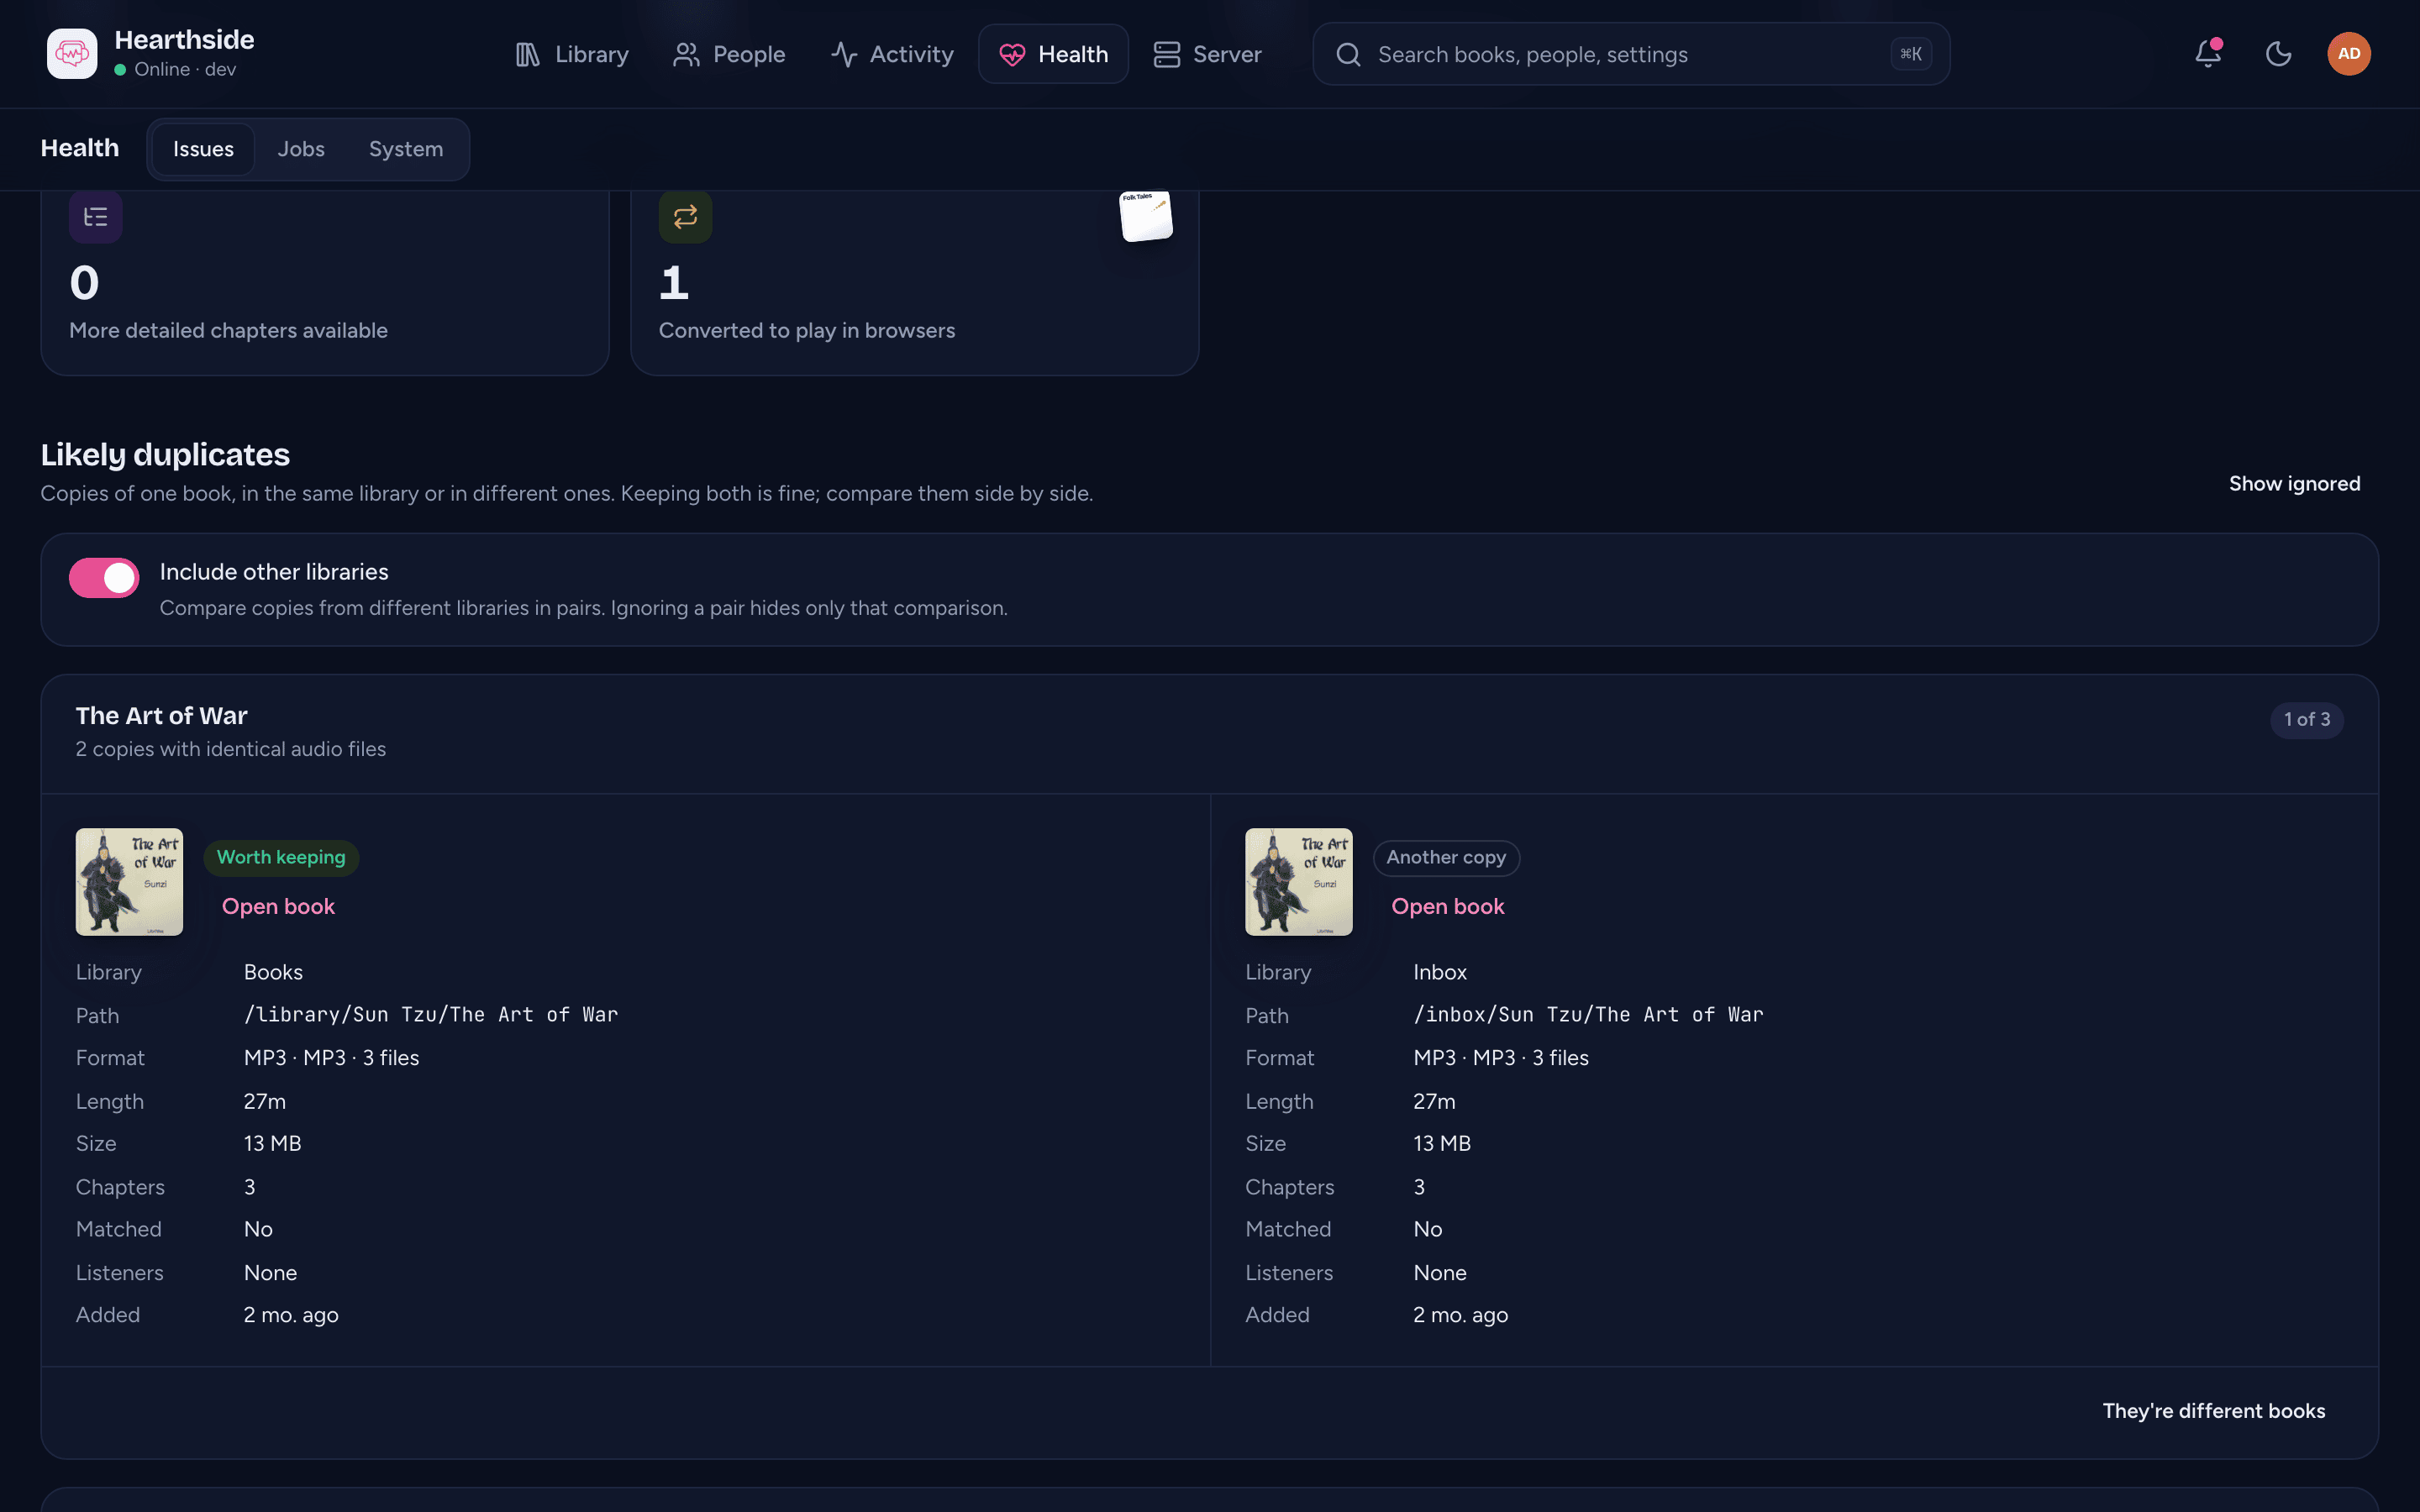 Hearthside
Online · dev
Library
People
Activity
Health
Server
Search books, people, settings
⌘K
AD
Health
Issues
Jobs
System
Folk Tales
0
More detailed chapters available
1
Converted to play in browsers
Likely duplicates
Copies of one book, in the same library or in different ones. Keeping both is fine; compare them side by side.
Show ignored
Include other libraries
Compare copies from different libraries in pairs. Ignoring a pair hides only that comparison.
The Art of War
2 copies with identical audio files
1 of 3
The Art
of War
Sunzi
Worth keeping
Open book
Library Books
Path /library/Sun Tzu/The Art of War
Format MP3 · MP3 · 3 files
Length 27m
Size 13 MB
Chapters 3
Matched No
Listeners None
Added 2 mo. ago
The Art
of War
Sunzi
Another copy
Open book
Library Inbox
Path /inbox/Sun Tzu/The Art of War
Format MP3 · MP3 · 3 files
Length 27m
Size 13 MB
Chapters 3
Matched No
Listeners None
Added 2 mo. ago
They're different books